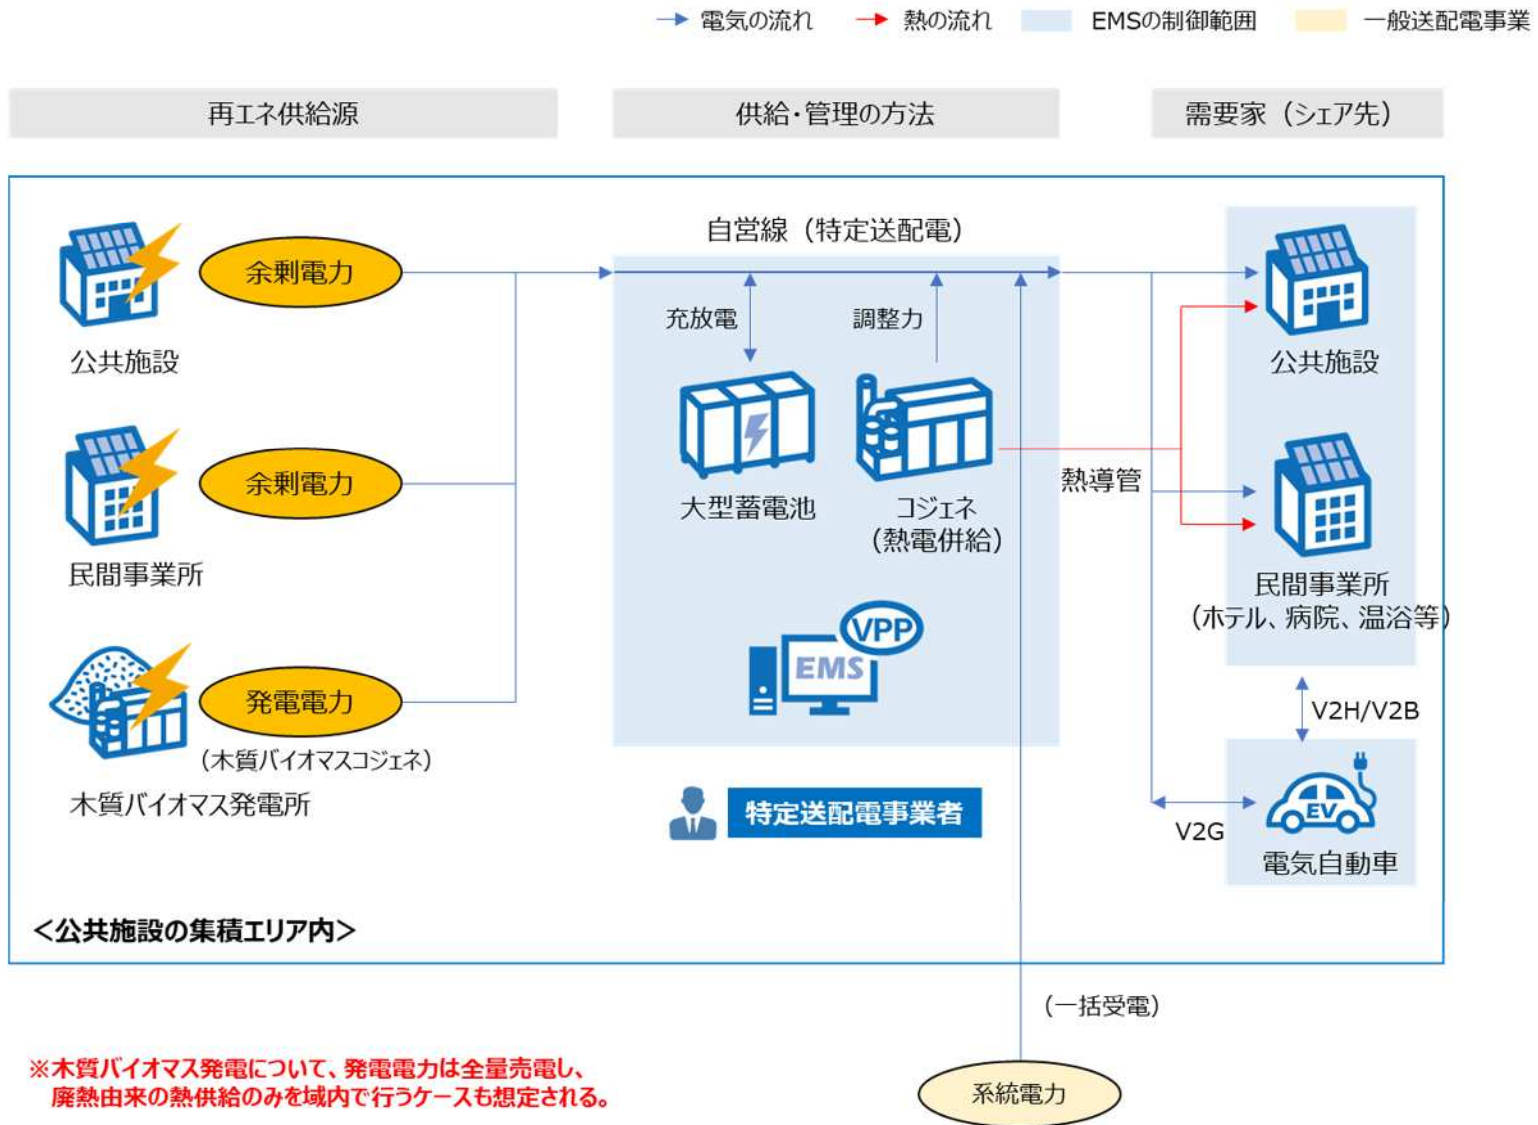 電気の流れ
熱の流れ
EMSの制御範囲
一般送配電事業
再エネ供給源
供給・管理の方法
需要家（シェア先）
自営線（特定送配電）
余剰電力
公共施設
充放電
調整力
公共施設
余剰電力
民間事業所
大型蓄電池
コジェネ
（熱電併給）
熱導管
民間事業所
（ホテル、病院、温浴等）
VPP
EMS
発電電力
（木質バイオマスコジェネ）
木質バイオマス発電所
特定送配電事業者
V2H/V2B
V2G
EV
電気自動車
＜公共施設の集積エリア内＞
（一括受電）
系統電力
※木質バイオマス発電について、発電電力は全量売電し、
廃熱由来の熱供給のみを域内で行うケースも想定される。